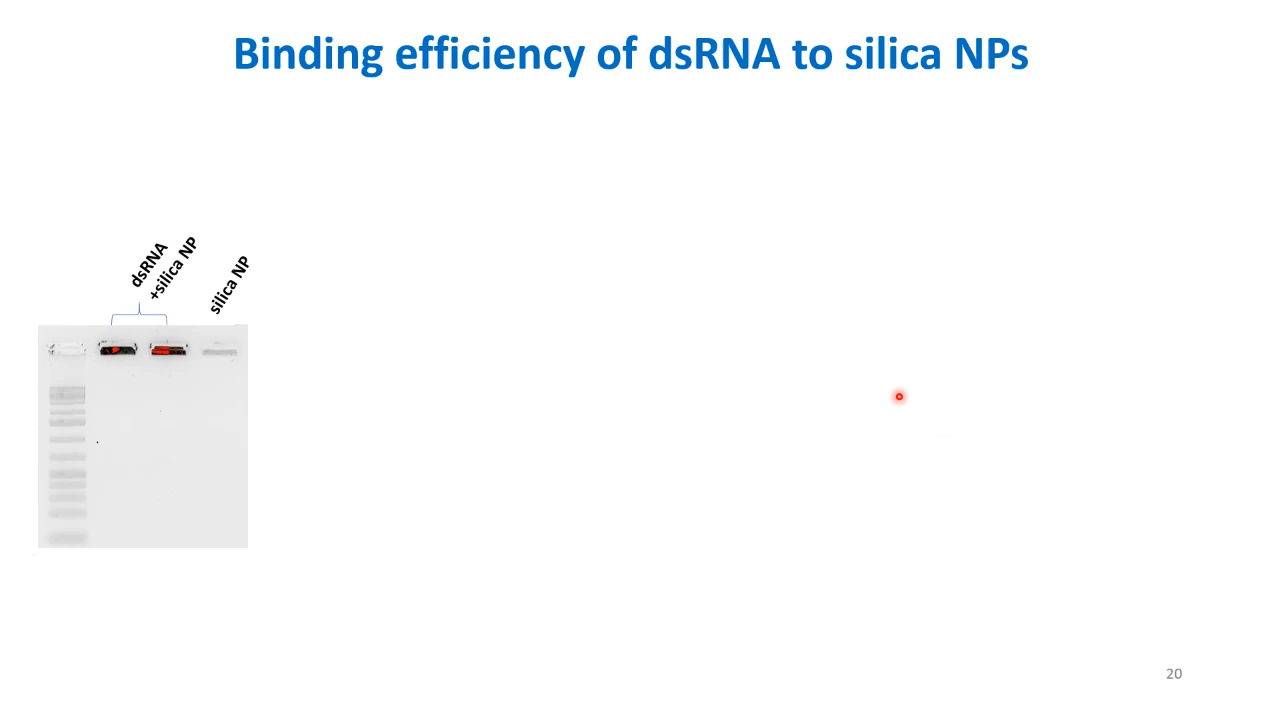 Binding efficiency of dsRNA to silica NPs
dsRNA
+silica NP
silica NP
20